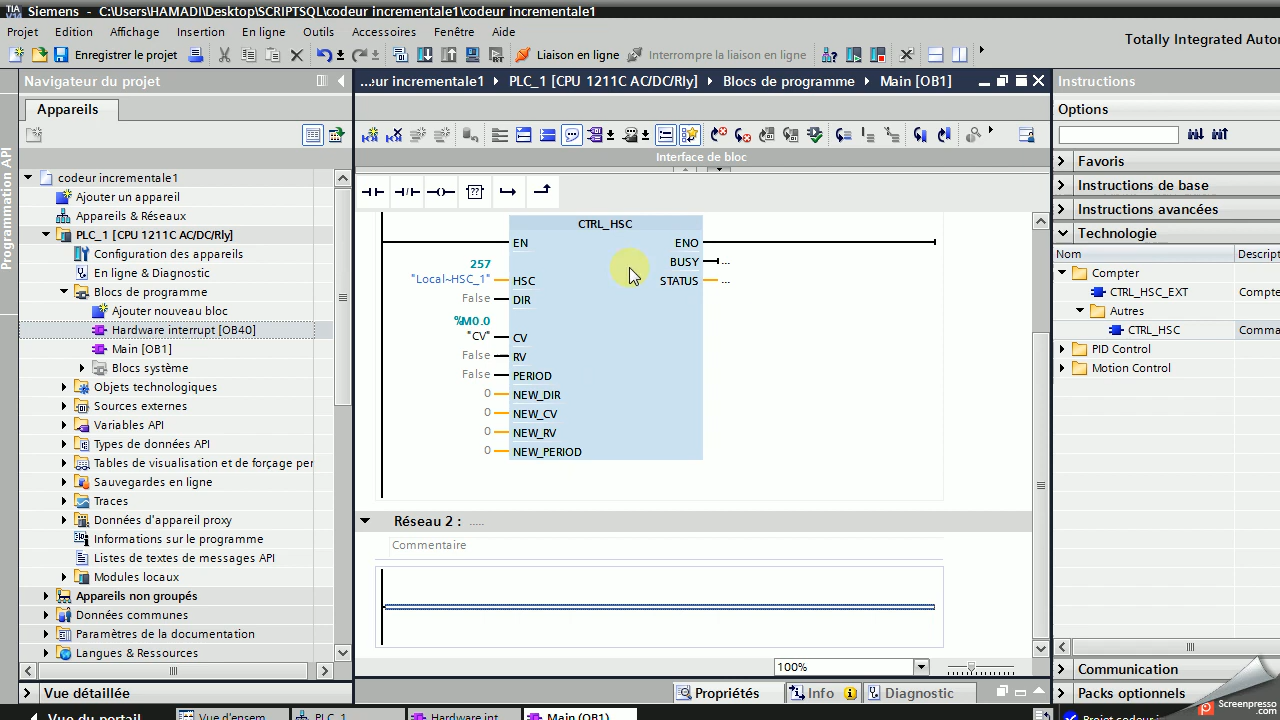 TIA
V14
Siemens - C:\Users\HAMADI\Desktop\SCRIPTSQL\codeur incrementale1\codeur incrementale1
Projet Edition Affichage Insertion En ligne Outils Accessoires Fenêtre Aide
Totally Integrated Autor
Enregistrer le projet
Liaison en ligne
Interrompre la liaison en ligne
Programmation API
Navigateur du projet
Appareils
codeur incrementale1
Ajouter un appareil
Appareils & Réseaux
PLC_1 [CPU 1211C AC/DC/Rly]
Configuration des appareils
En ligne & Diagnostic
Blocs de programme
Ajouter nouveau bloc
Hardware interrupt [OB40]
Main [OB1]
Blocs système
Objets technologiques
Sources externes
Variables API
Types de données API
Tables de visualisation et de forçage per
Sauvegardes en ligne
Traces
Données d'appareil proxy
Informations sur le programme
Listes de textes de messages API
Modules locaux
Appareils non groupés
Données communes
Paramètres de la documentation
Langues & Ressources
Vue détaillée
...eur incrementale1 PLC_1 [CPU 1211C AC/DC/Rly] Blocs de programme Main [OB1]
Interface de bloc
??
CTRL_HSC
EN ENO
257
"Local~HSC_1" HSC
BUSY ...
STATUS ...
False DIR
%M0.0
"CV" CV
False RV
False PERIOD
0 NEW_DIR
0 NEW_CV
0 NEW_RV
0 NEW_PERIOD
Réseau 2 : .....
Commentaire
100%
Propriétés Info Diagnostic
Instructions
Options
Favoris
Instructions de base
Instructions avancées
Technologie
Nom Descript
Compter
CTRL_HSC_EXT Compte
Autres
CTRL_HSC Comma
PID Control
Motion Control
Communication
Packs optionnels
Vue du portail
Vue d'ensem
PLC_1
Hardware int
Main (OB1)
Projet codeur
Screenpresso
.com